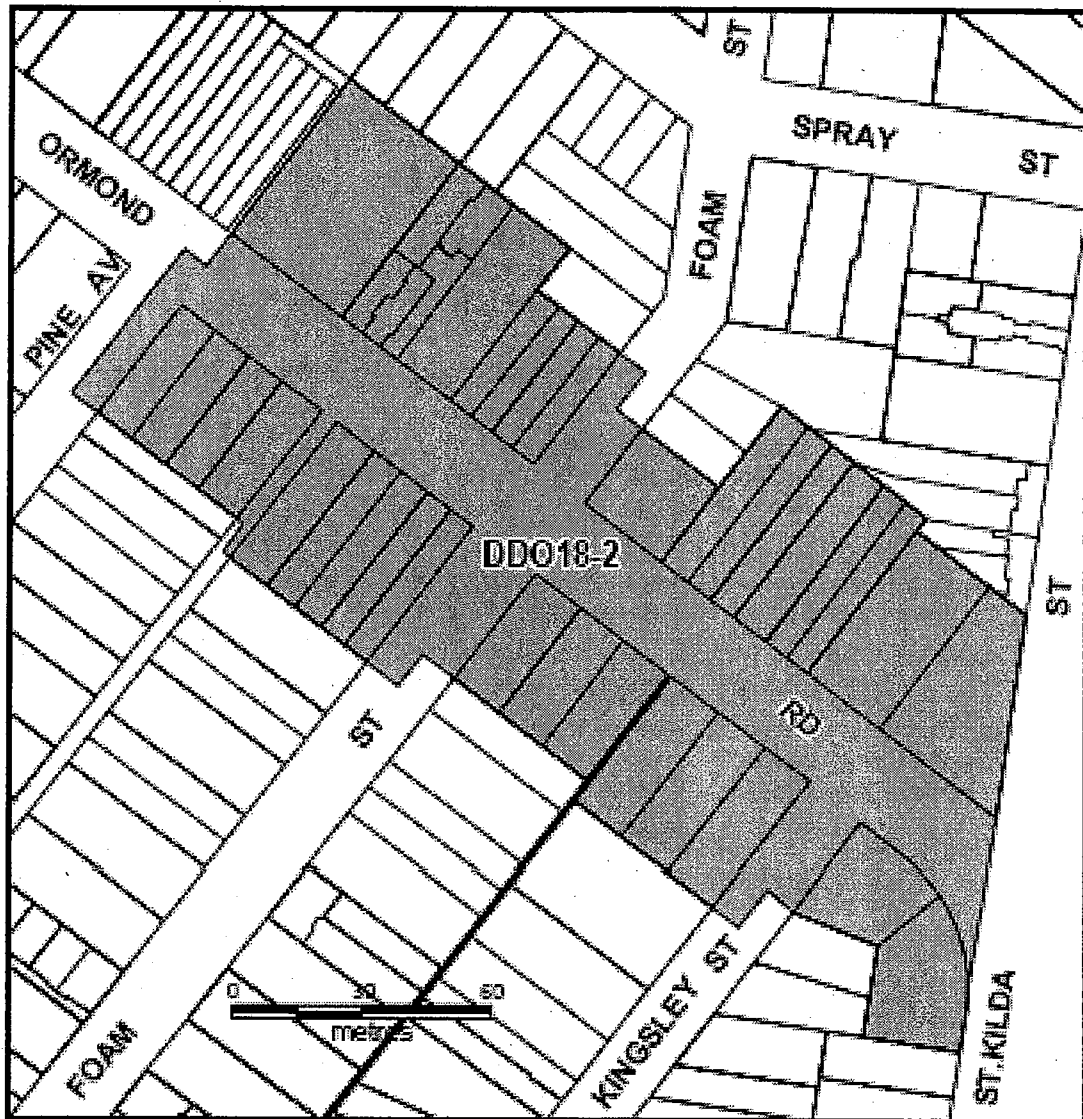 ST
SPRAY
ST
ORMOND
FOAM
PINE AV
DDO18-2
ST
RD
ST
0 60
metres
KINGSLEY ST
FOAM
ST.KILDA